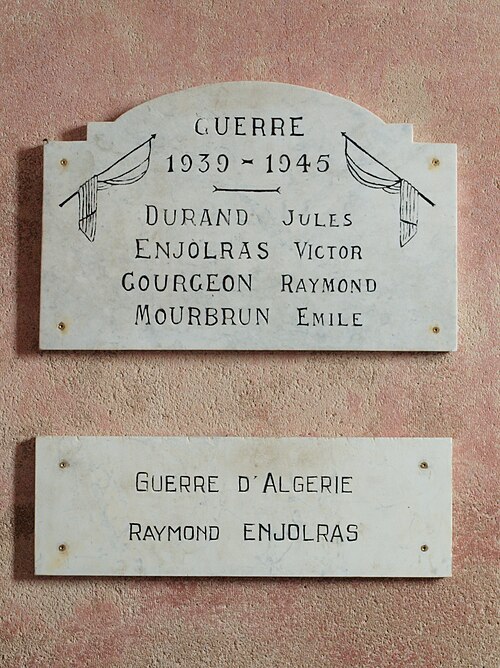 GUERRE
1939 - 1945
DURAND JULES
ENJOLRAS VICTOR
GOURGEON RAYMOND
MOURBRUN EMILE
GUERRE D'ALGERIE
RAYMOND ENJOLRAS